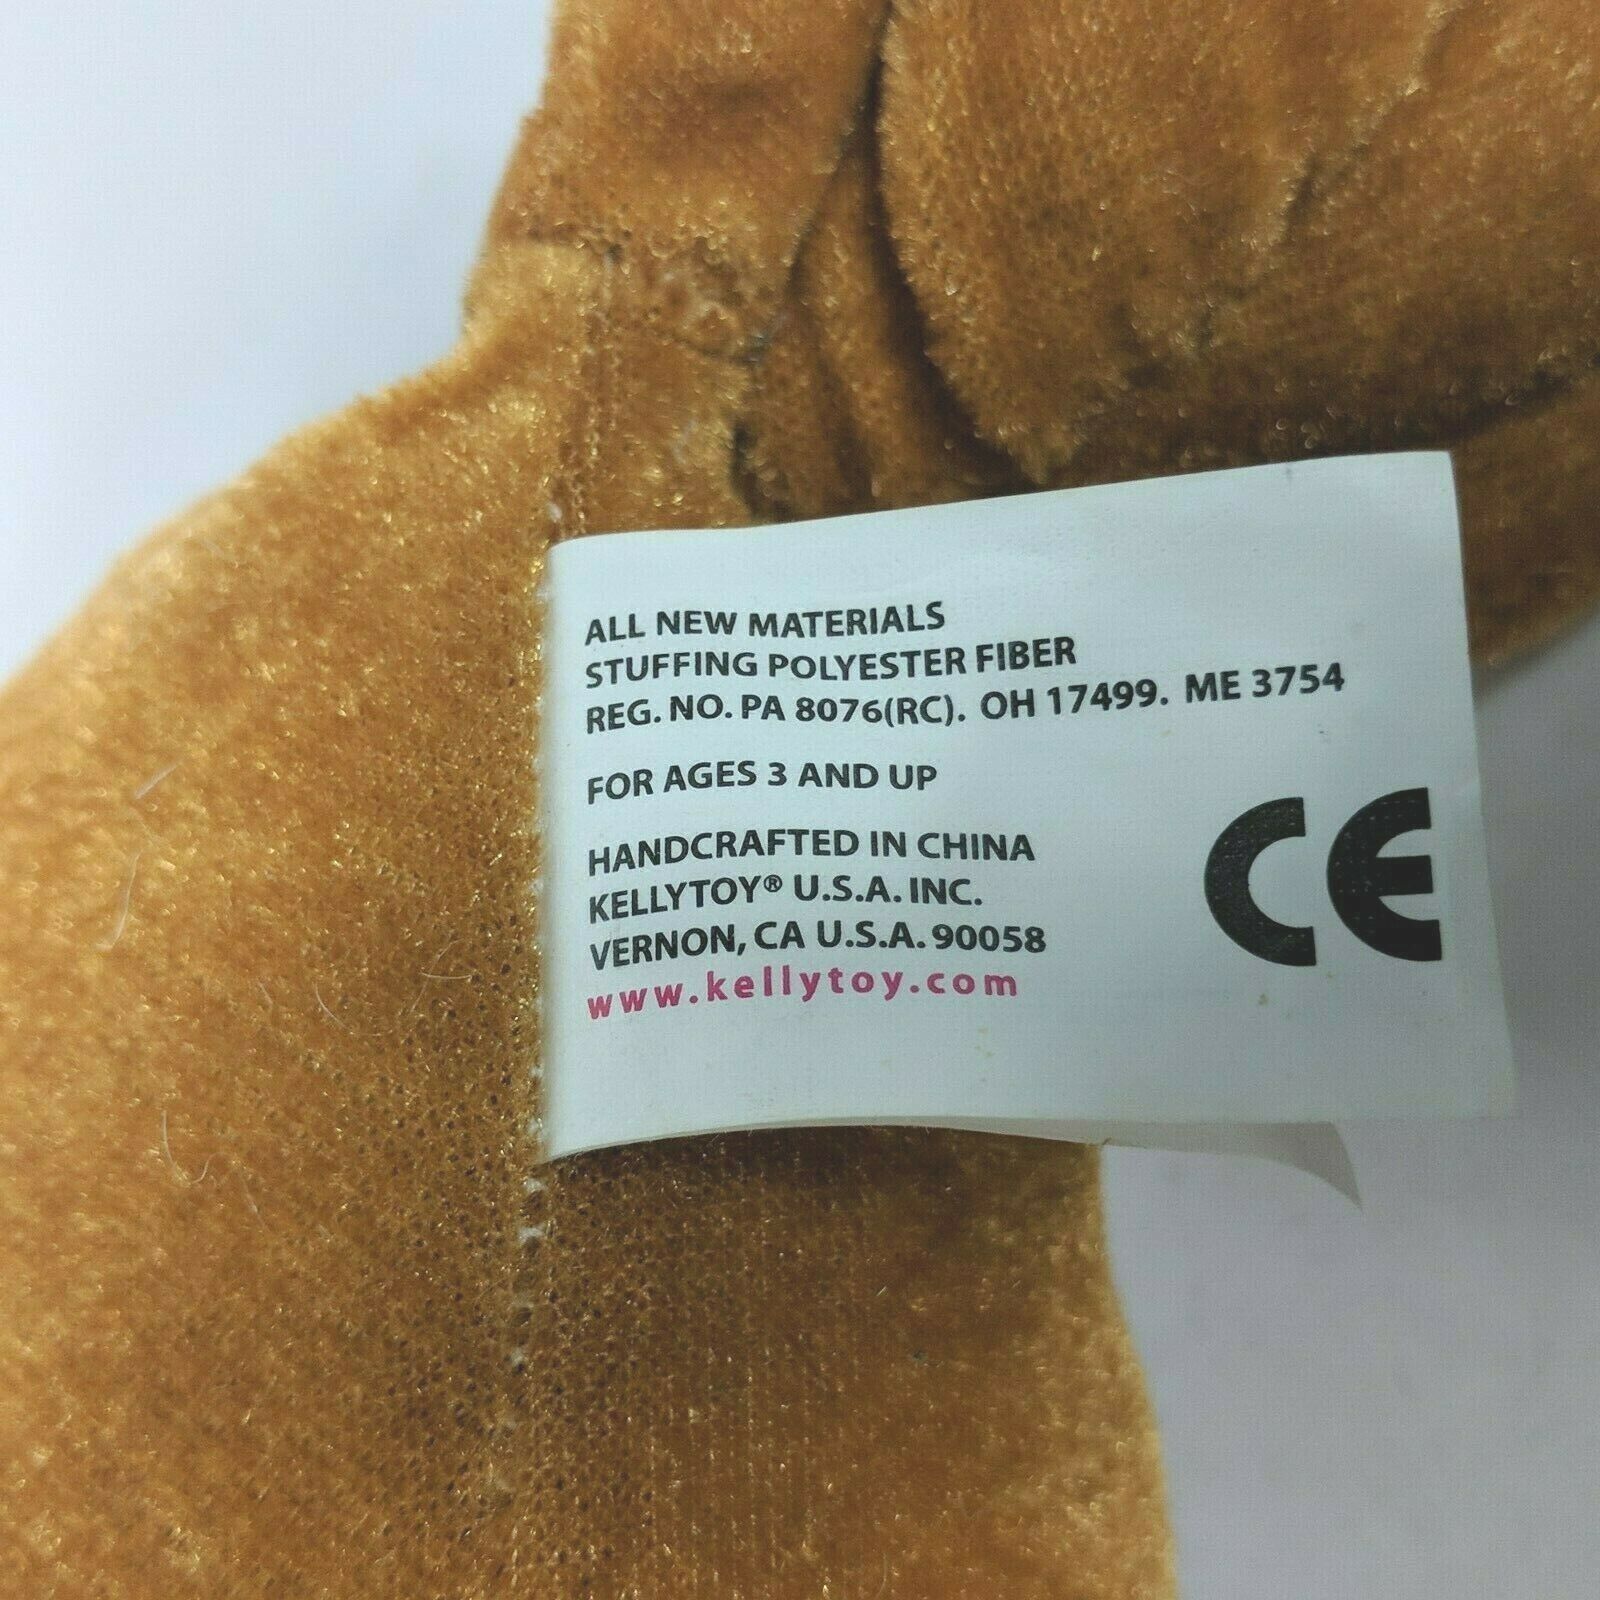 ALL NEW MATERIALS
STUFFING POLYESTER FIBER
REG. NO. PA 8076(RC). OH 17499. ME 3754
FOR AGES 3 AND UP
HANDCRAFTED IN CHINA
KELLYTOY® U.S.A. INC.
VERNON, CA U.S.A. 90058
www.kellytoy.com
CE